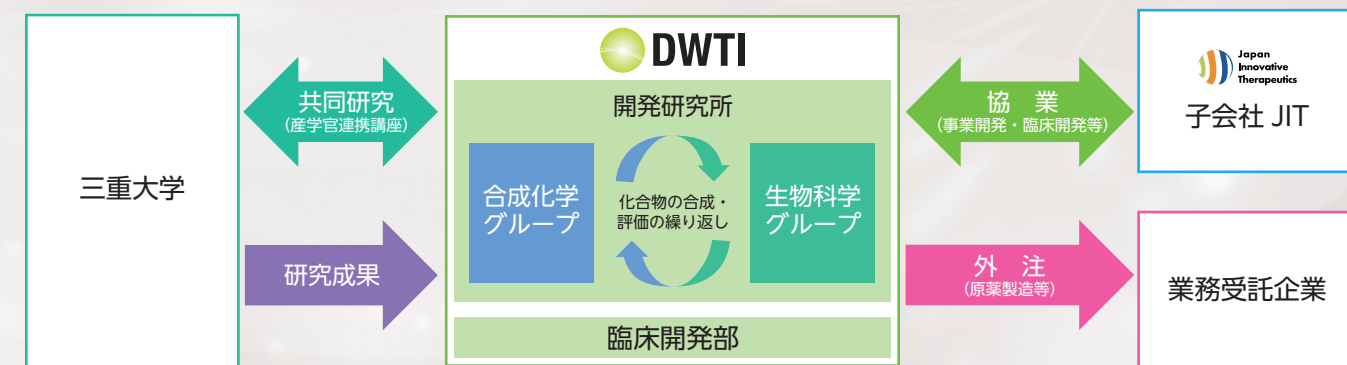 三重大学
共同研究
(産学官連携講座)
研究成果
DWTI
開発研究所
合成化学
グループ
化合物の合成・
評価の繰り返し
生物科学
グループ
臨床開発部
協　業
(事業開発・臨床開発等)
外　注
(原薬製造等)
Japan
Innovative
Therapeutics
子会社 JIT
業務受託企業